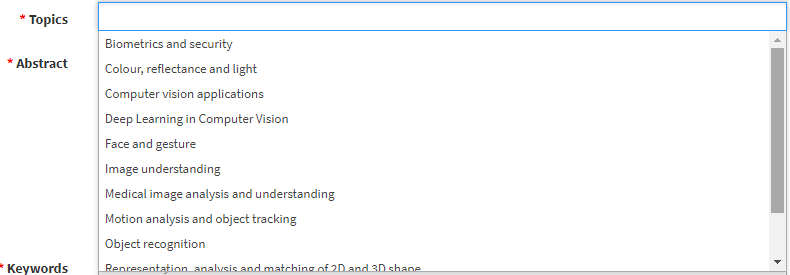 * Topics
Biometrics and security
* Abstract
Colour, reflectance and light
Computer vision applications
Deep Learning in Computer Vision
Face and gesture
Image understanding
Medical image analysis and understanding
Motion analysis and object tracking
Object recognition
* Keywords
Representation, analysis and matching of 2D and 3D shape